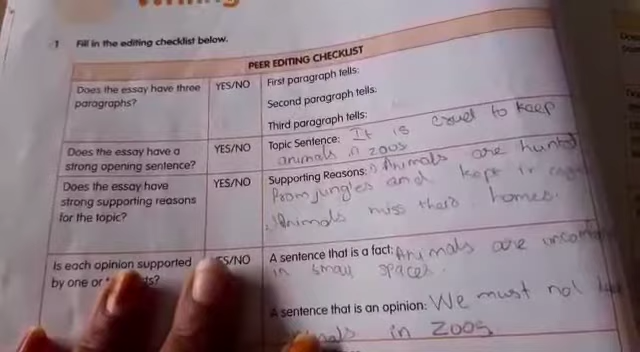 Writing
1 Fill in the editing checklist below.
PEER EDITING CHECKLIST
Does the essay have three
paragraphs?
YES/NO
First paragraph tells:
Second paragraph tells:
Third paragraph tells:
Does the essay have a
strong opening sentence?
YES/NO
Topic Sentence: It is cruel to keep
animals in zoos
Does the essay have
strong supporting reasons
for the topic?
YES/NO
Supporting Reasons: Animals are hunted
from jungles and kept in
Animals miss their homes.
Is each opinion supported
by one or
YES/NO
A sentence that is a fact: Animals are
in small spaces.
A sentence that is an opinion: We must not
in zoos